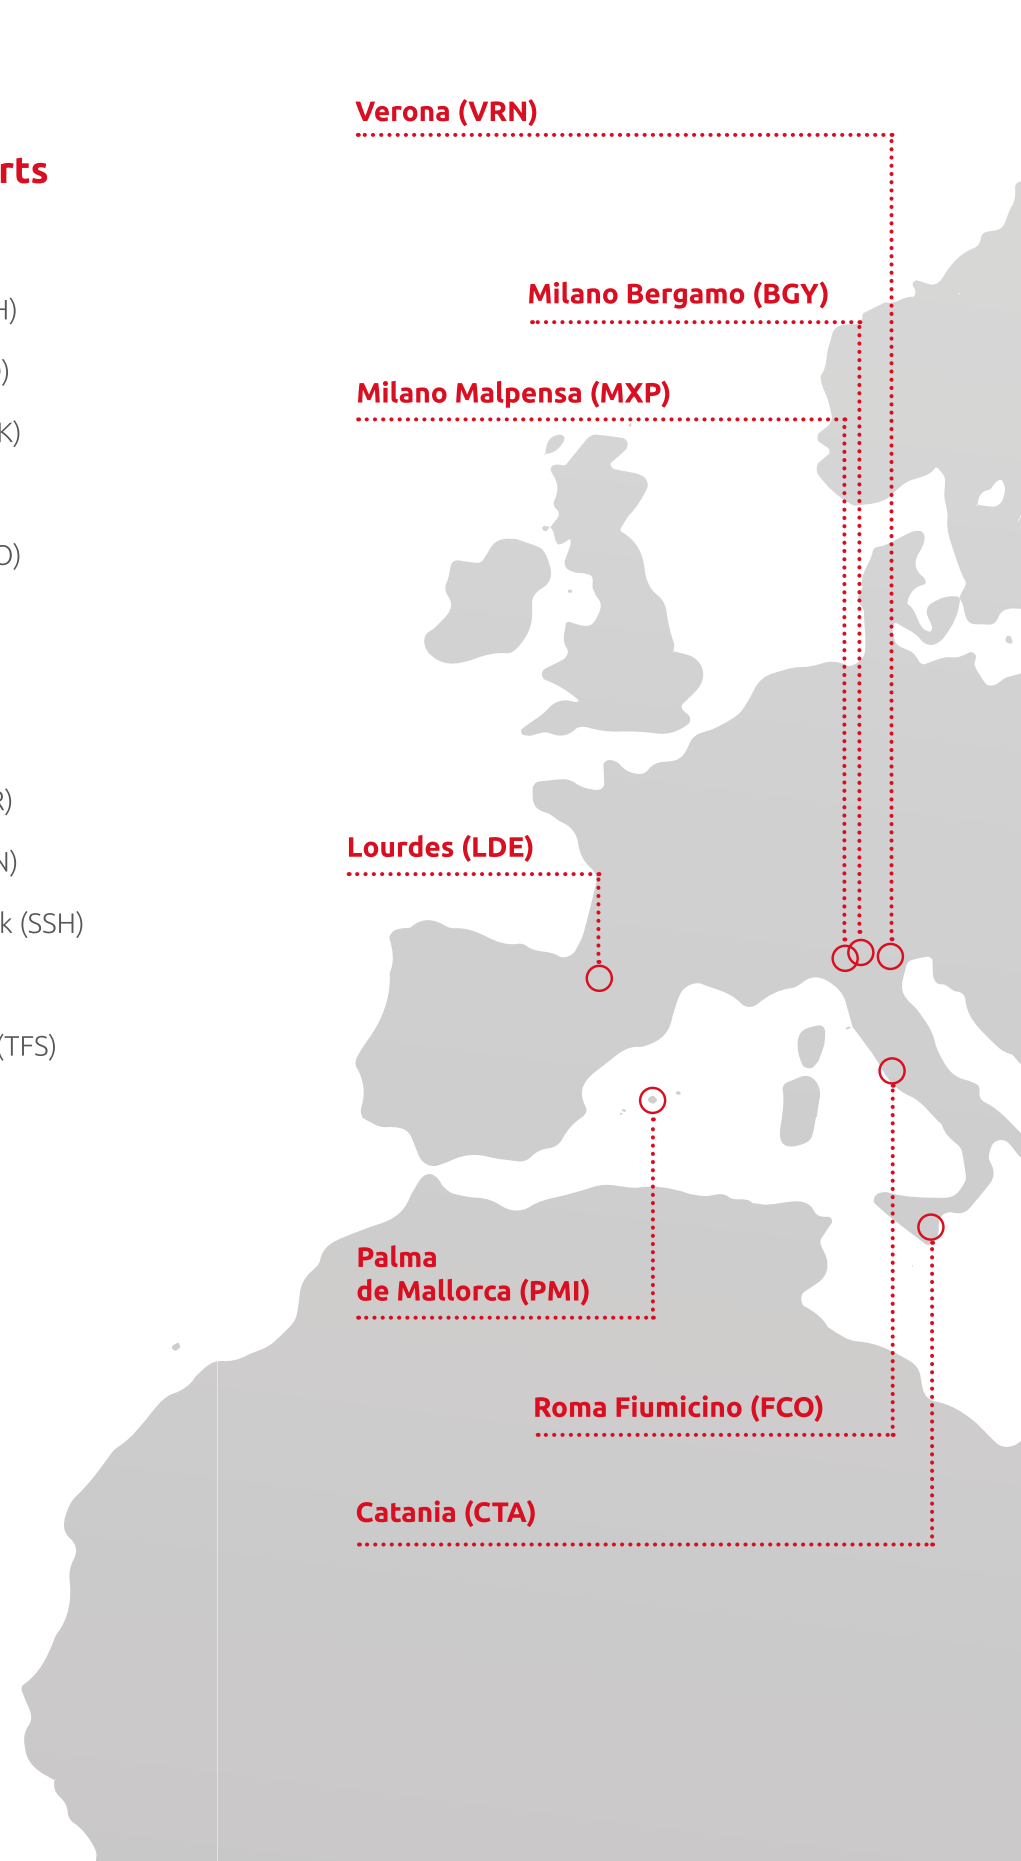 Verona (VRN)
Milano Bergamo (BGY)
Milano Malpensa (MXP)
Lourdes (LDE)
(SSH)
(TFS)
Palma
de Mallorca (PMI)
Roma Fiumicino (FCO)
Catania (CTA)